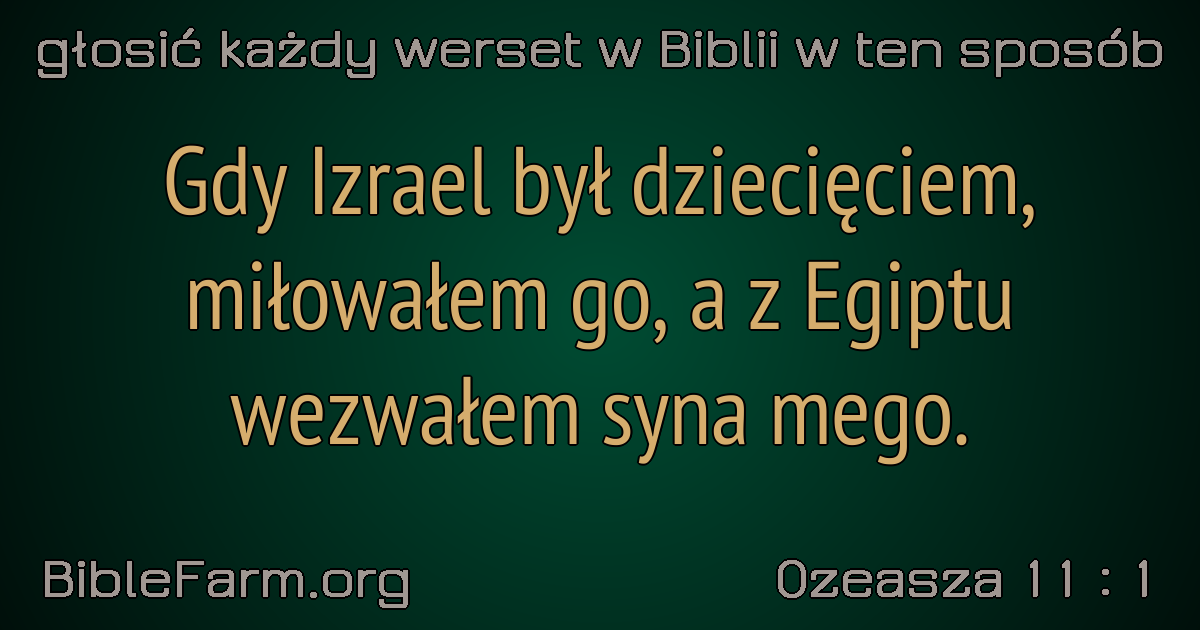 głosić każdy werset w Biblii w ten sposób
Gdy Izrael był dziecięciem,
miłowałem go, a z Egiptu
wezwałem syna mego.
BibleFarm.org
Ozeasza 11 : 1